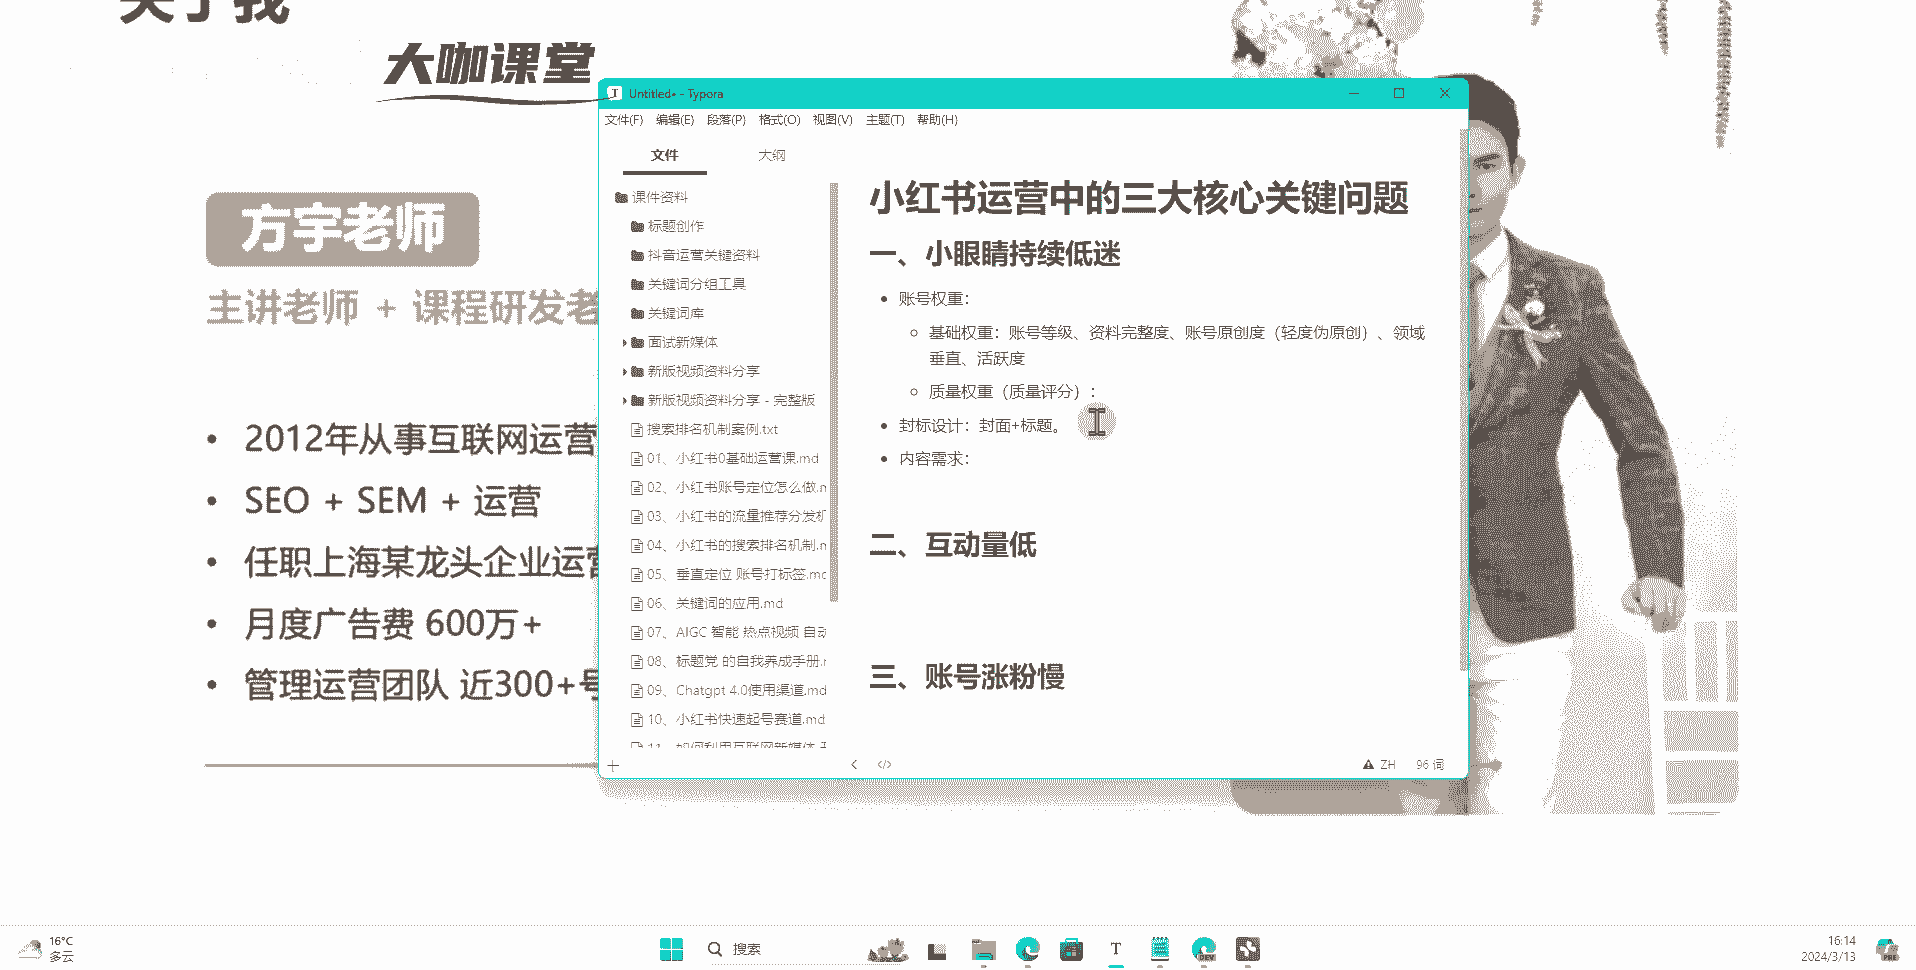 关于我
大咖课堂
方宇老师
主讲老师 + 课程研发老
• 2012年从事互联网运营
• SEO + SEM + 运营
• 任职上海某龙头企业运营
• 月度广告费 600万+
• 管理运营团队 近300+号
Untitled• - Typora
文件(F) 编辑(E) 段落(P) 格式(O) 视图(V) 主题(T) 帮助(H)
文件 大纲
课件资料
标题创作
抖音运营关键资料
关键词分组工具
关键词库
面试新媒体
新版视频资料分享
新版视频资料分享 - 完整版
搜索排名机制案例.txt
01、小红书0基础运营课.md
02、小红书账号定位怎么做.m
03、小红书的流量推荐分发机
04、小红书的搜索排名机制.m
05、垂直定位 账号打标签.md
06、关键词的应用.md
07、AIGC 智能 热点视频 自动
08、标题党 的自我养成手册.m
09、Chatgpt 4.0使用渠道.md
10、小红书快速起号赛道.md
11、如何利用互联网新媒体
小红书运营中的三大核心关键问题
一、小眼睛持续低迷
• 账号权重：
基础权重：账号等级、资料完整度、账号原创度（轻度伪原创）、领域
垂直、活跃度
质量权重（质量评分）：
• 封标设计：封面+标题。
• 内容需求：
二、互动量低
三、账号涨粉慢
ZH 96 词
16°C
多云
搜索
DEV
16:14
2024/3/13
PRE